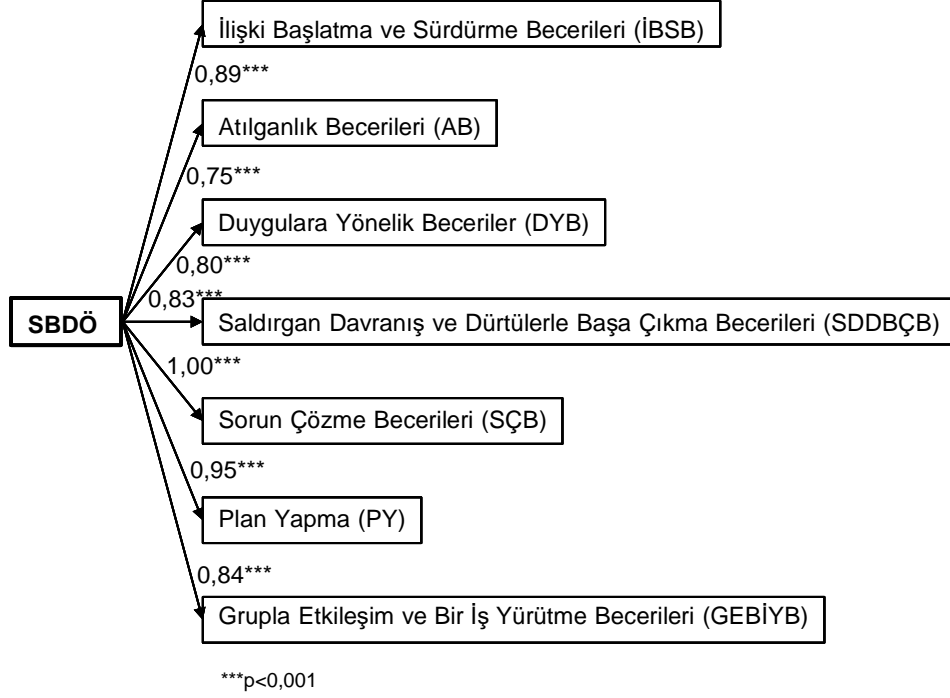 İlişki Başlatma ve Sürdürme Becerileri (İBSB)
0,89***
Atılganlık Becerileri (AB)
0,75***
Duygulara Yönelik Beceriler (DYB)
0,80***
0,83***
SBDÖ
Saldırgan Davranış ve Dürtülerle Başa Çıkma Becerileri (SDDBÇB)
1,00***
Sorun Çözme Becerileri (SÇB)
0,95***
Plan Yapma (PY)
0,84***
Grupla Etkileşim ve Bir İş Yürütme Becerileri (GEBİYB)
***p<0,001